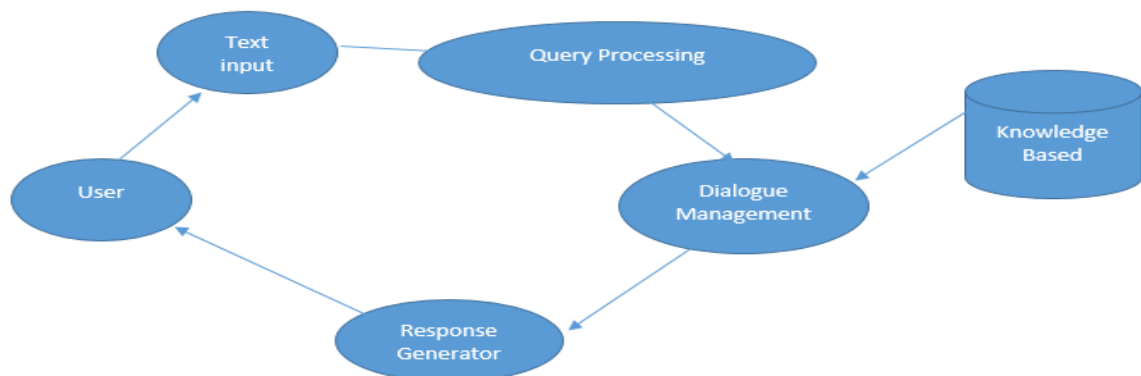 Text
input
Query Processing
Knowledge
Based
User
Dialogue
Management
Response
Generator